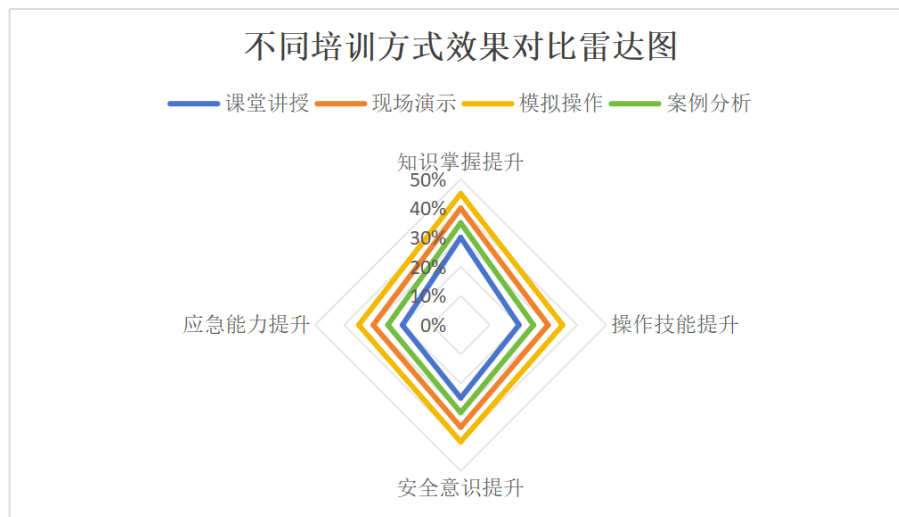 不同培训方式效果对比雷达图
课堂讲授 现场演示 模拟操作 案例分析
知识掌握提升
50%
40%
30%
20%
10%
应急能力提升 0% 操作技能提升
安全意识提升